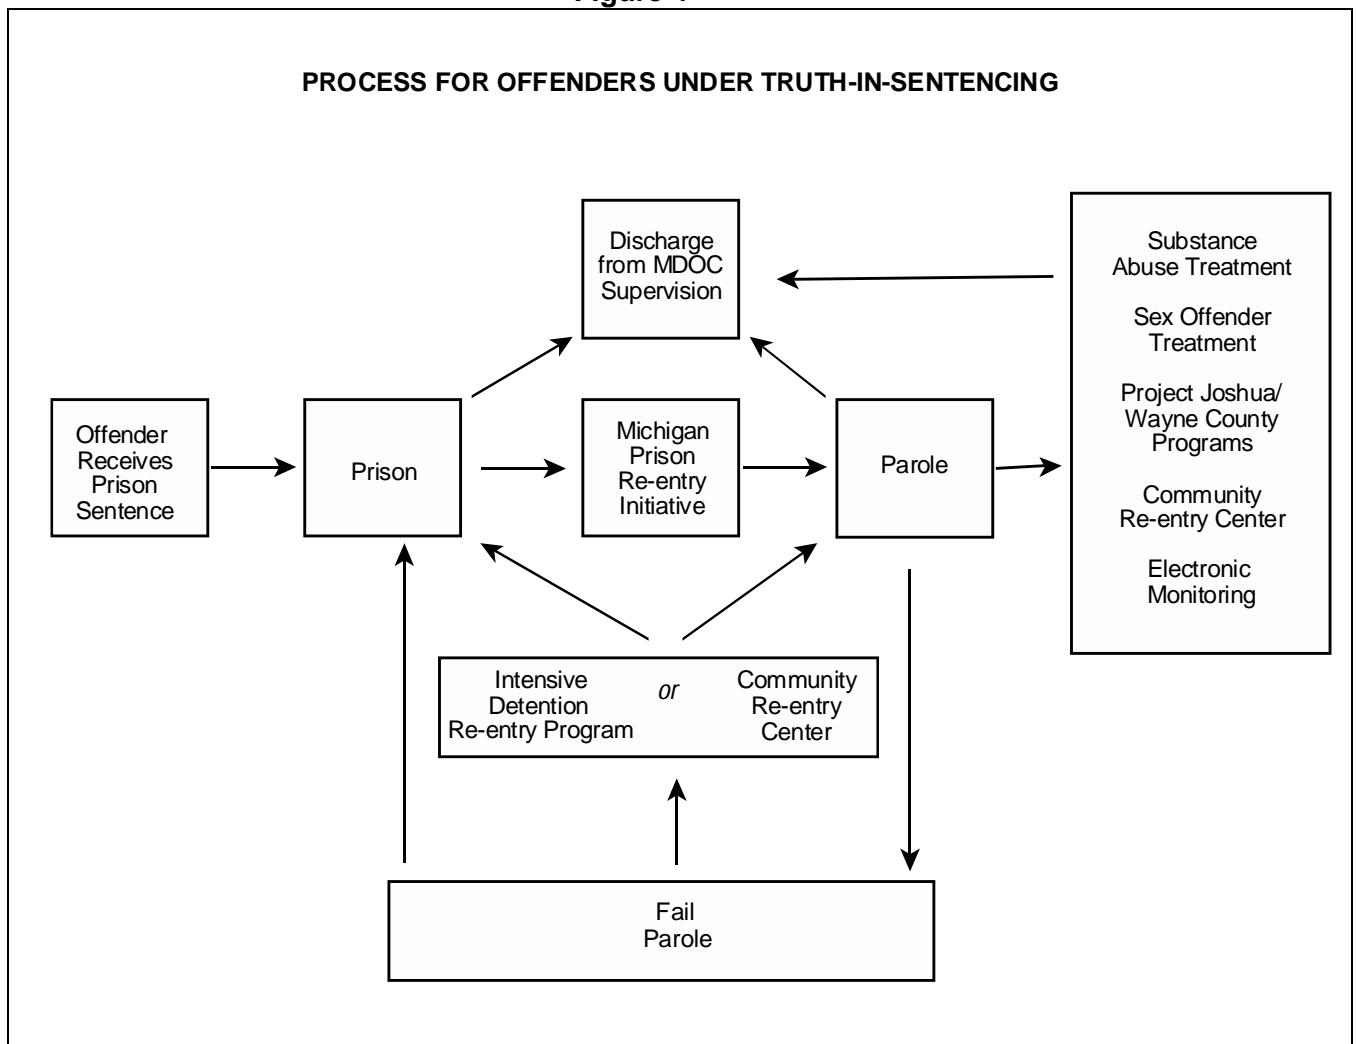 PROCESS FOR OFFENDERS UNDER TRUTH-IN-SENTENCING
Discharge
from MDOC
Supervision
Substance
Abuse Treatment
Sex Offender
Treatment
Project Joshua/
Wayne County
Programs
Community
Re-entry Center
Electronic
Monitoring
Offender
Receives
Prison
Sentence
Prison
Michigan
Prison
Re-entry
Initiative
Parole
Intensive
Detention
Re-entry Program
or
Community
Re-entry
Center
Fail
Parole